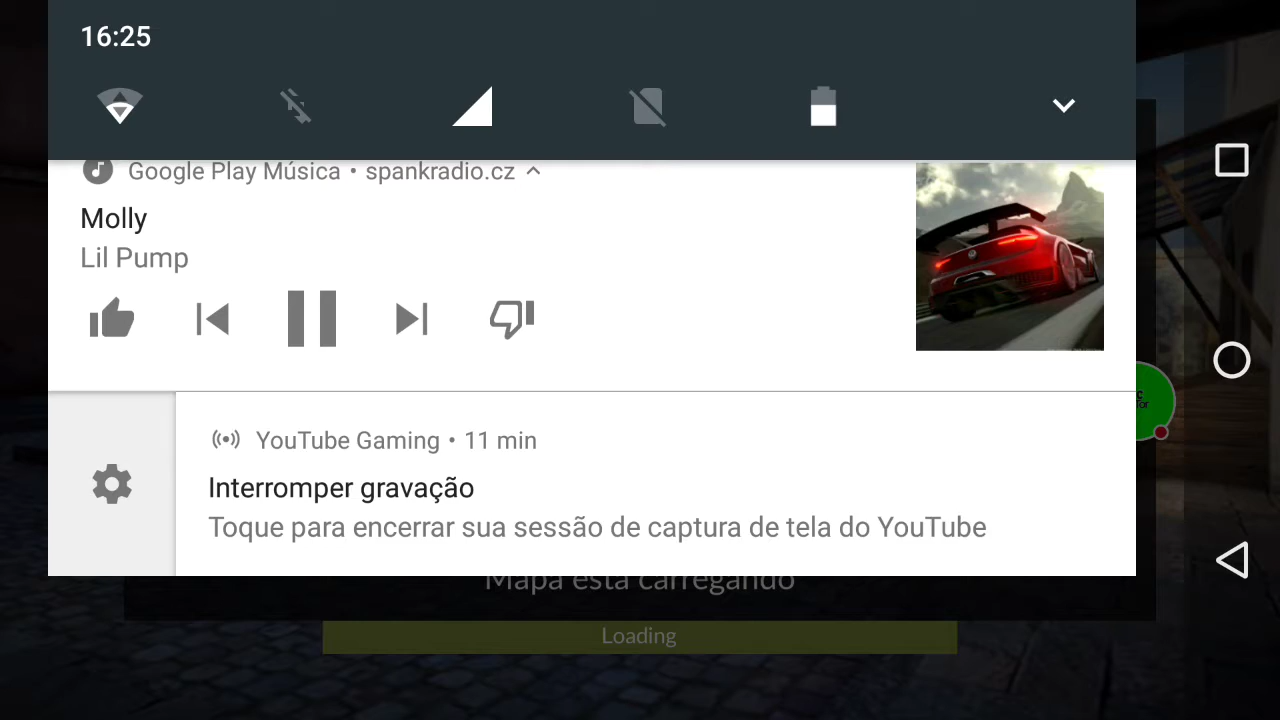 16:25
Google Play Música • spankradio.cz
Molly
Lil Pump
YouTube Gaming • 11 min
Interromper gravação
Toque para encerrar sua sessão de captura de tela do YouTube
Mapa está carregando
Loading